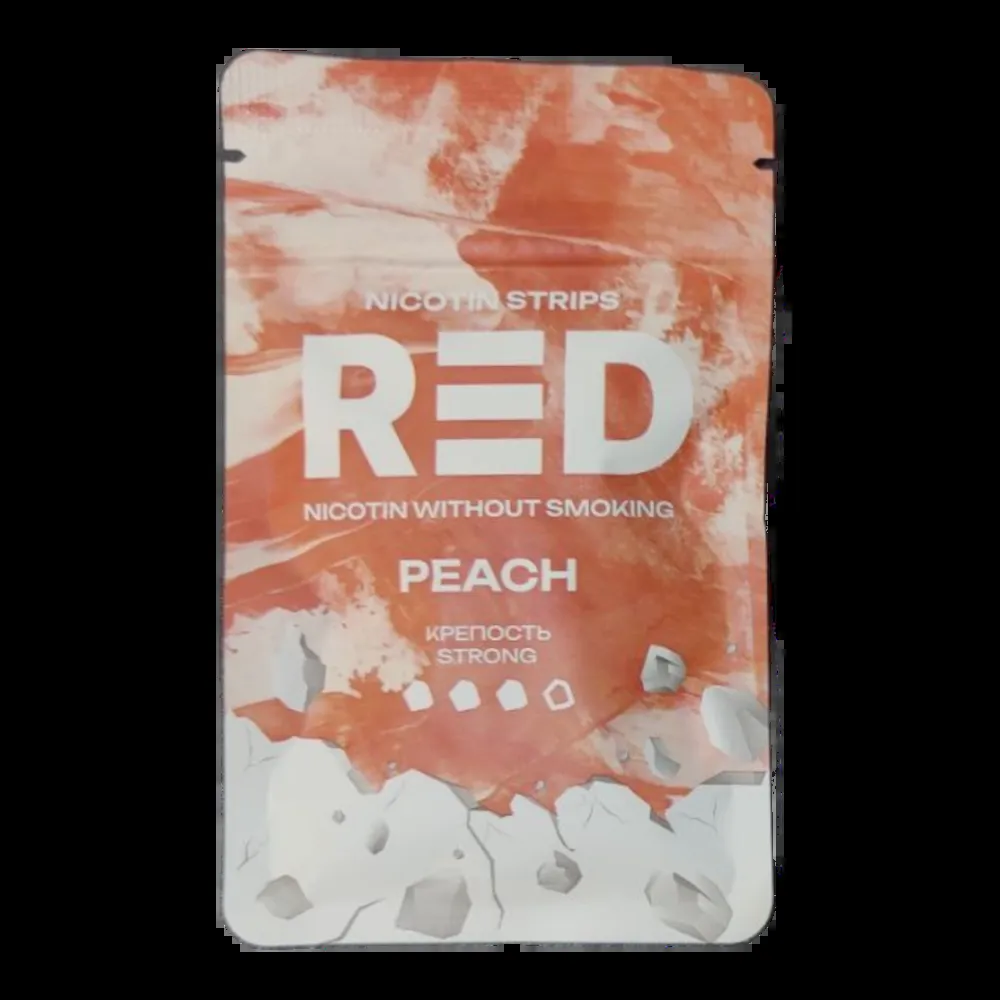 NICOTIN STRIPS
RED
NICOTIN WITHOUT SMOKING
PEACH
КРЕПОСТЬ
STRONG